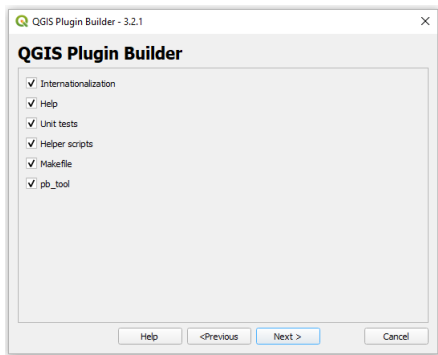 QGIS Plugin Builder - 3.2.1
QGIS Plugin Builder
Internationalization
Help
Unit tests
Helper scripts
Makefile
pb_tool
Help <Previous Next > Cancel